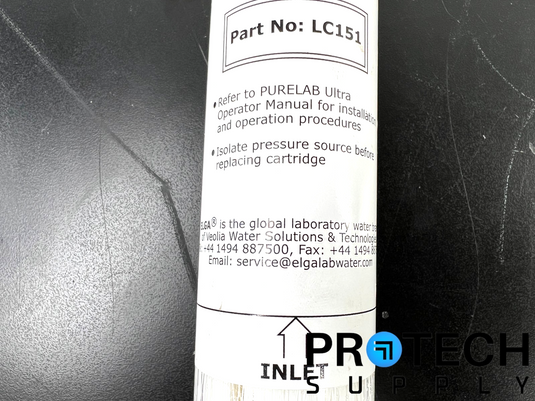 Part No: LC151
•Refer to PURELAB Ultra
Operator Manual for
and operation procedures
•Isolate pressure source before
replacing cartridge
ELGA® is the global laboratory water
of Veolia Water Solutions &
+44 1494 887500, Fax: +44 1494
Email: service@elgalabwater.com
INLET
PROTECH
SUPPLY